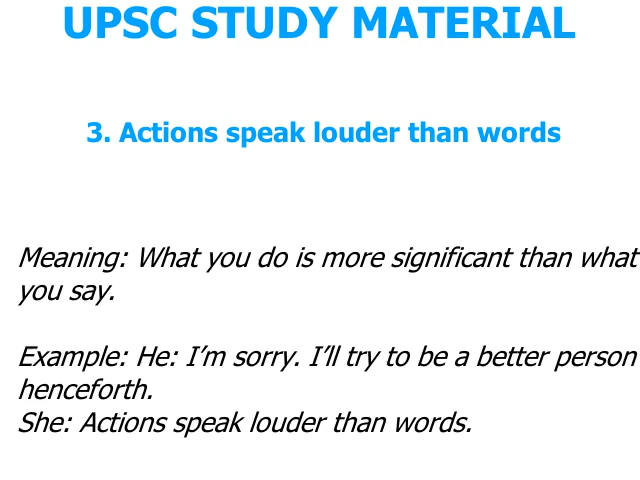 UPSC STUDY MATERIAL
3. Actions speak louder than words
Meaning: What you do is more significant than what
you say.
Example: He: I’m sorry. I’ll try to be a better person
henceforth.
She: Actions speak louder than words.